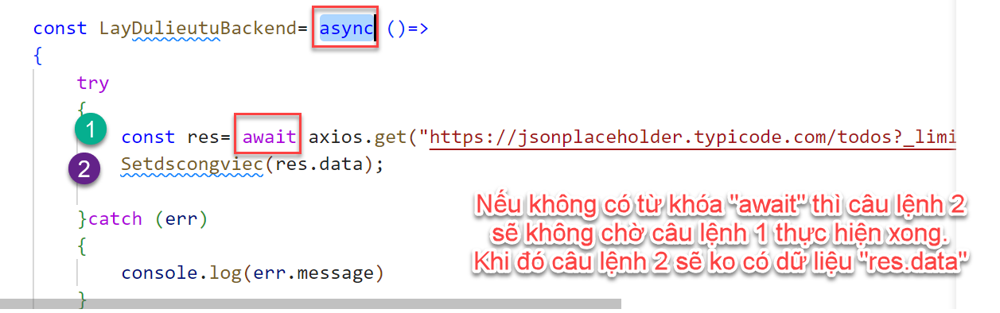 const LayDulieutuBackend= async ()=>
{
try
{
1
const res= await axios.get("https://jsonplaceholder.typicode.com/todos?_limi
2
Setdscongviec(res.data);
}catch (err)
{
console.log(err.message)
}
Nếu không có từ khóa "await" thì câu lệnh 2
sẽ không chờ câu lệnh 1 thực hiện xong.
Khi đó câu lệnh 2 sẽ ko có dữ liệu "res.data"